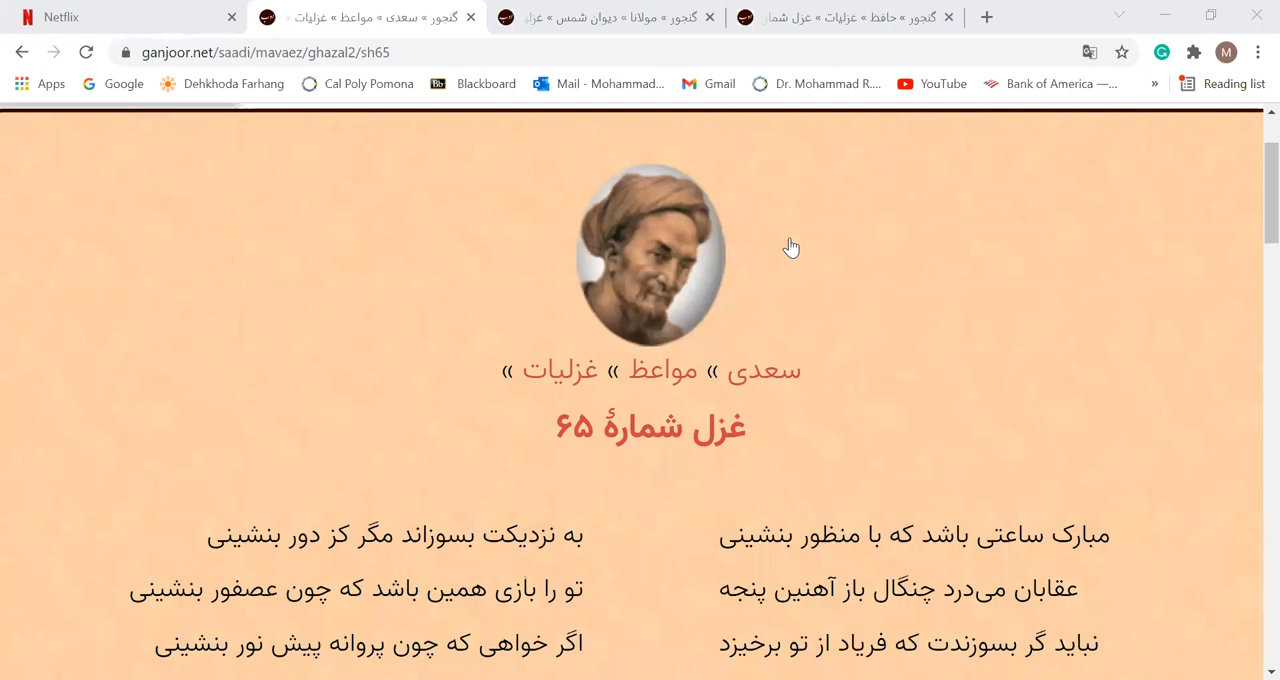 Netflix
گنجور » سعدی » مواعظ » غزلیات »
گنجور » مولانا » دیوان شمس » غزلی
گنجور » حافظ » غزلیات » غزل شمار
ganjoor.net/saadi/mavaez/ghazal2/sh65
M
Apps
Google
Dehkhoda Farhang
Cal Poly Pomona
Bb
Blackboard
Mail - Mohammad...
Gmail
Dr. Mohammad R....
YouTube
Bank of America —...
»
Reading list
سعدی » مواعظ » غزلیات »
غزل شمارهٔ ۶۵
مبارک ساعتی باشد که با منظور بنشینی
به نزدیکت بسوزاند مگر کز دور بنشینی
عقابان می‌درد چنگال باز آهنین پنجه
تو را بازی همین باشد که چون عصفور بنشینی
نباید گر بسوزندت که فریاد از تو برخیزد
اگر خواهی که چون پروانه پیش نور بنشینی